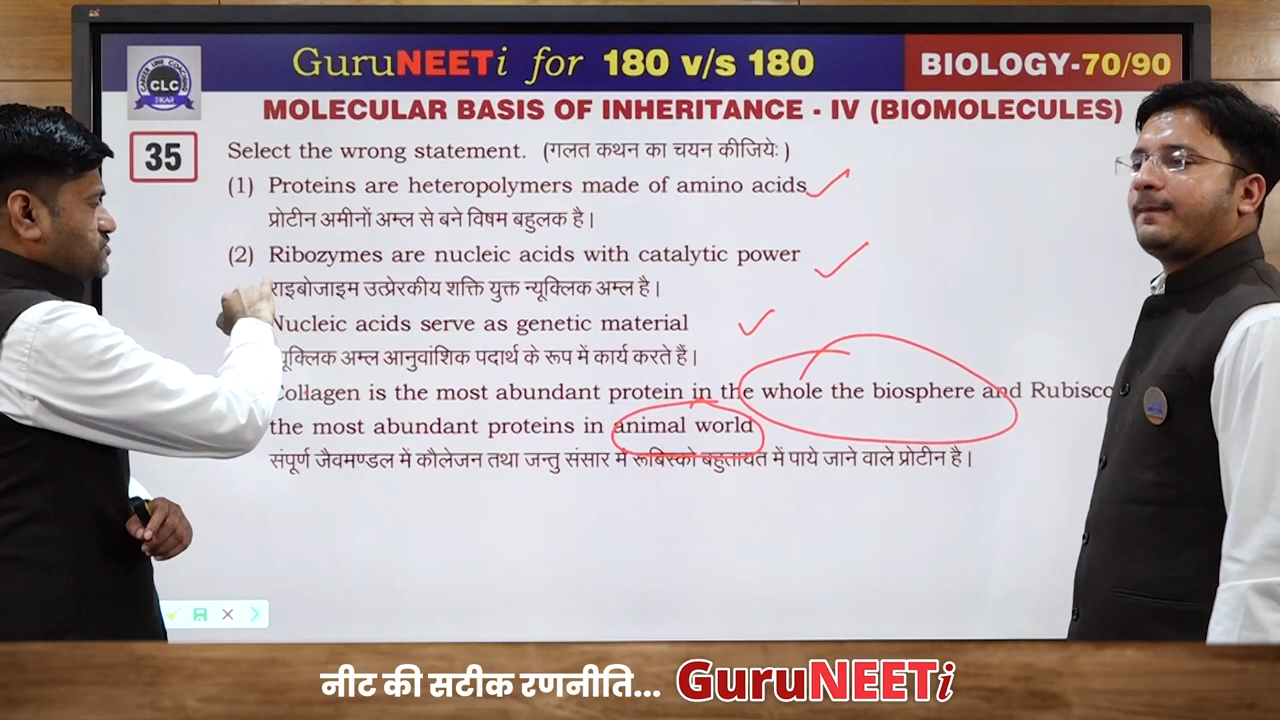 GuruNEETi for 180 v/s 180
BIOLOGY-70/90
CAREER LINE COACHING
CLC
SIKAR
MOLECULAR BASIS OF INHERITANCE - IV (BIOMOLECULES)
35
Select the wrong statement. (गलत कथन का चयन कीजियेः)
(1) Proteins are heteropolymers made of amino acids
प्रोटीन अमीनों अम्ल से बने विषम बहुलक है।
(2) Ribozymes are nucleic acids with catalytic power
राइबोजाइम उत्प्रेरकीय शक्ति युक्त न्यूक्लिक अम्ल है।
Nucleic acids serve as genetic material
अम्ल आनुवांशिक पदार्थ के रूप में कार्य करते हैं।
Collagen is the most abundant protein in the whole the biosphere and Rubisco
the most abundant proteins in animal world
संपूर्ण जैवमण्डल में कौलेजन तथा जन्तु संसार में रूबिस्को बहुतायत में पाये जाने वाले प्रोटीन है।
नीट की सटीक रणनीति... GuruNEETi